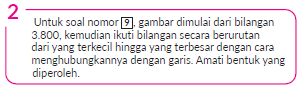 2
Untuk soal nomor 9, gambar dimulai dari bilangan
3.800, kemudian ikuti bilangan secara berurutan
dari yang terkecil hingga yang terbesar dengan cara
menghubungkannya dengan garis. Amati bentuk yang
diperoleh.